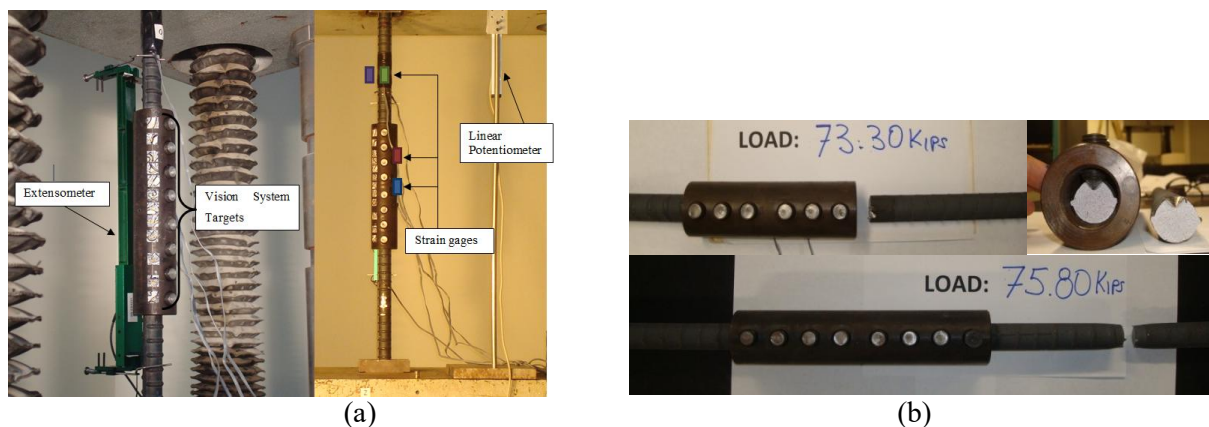 Extensometer
Vision System
Targets
Linear
Potentiometer
Strain gages
(a)
LOAD: 73.30 KIPS
LOAD: 75.80 KIPS
(b)